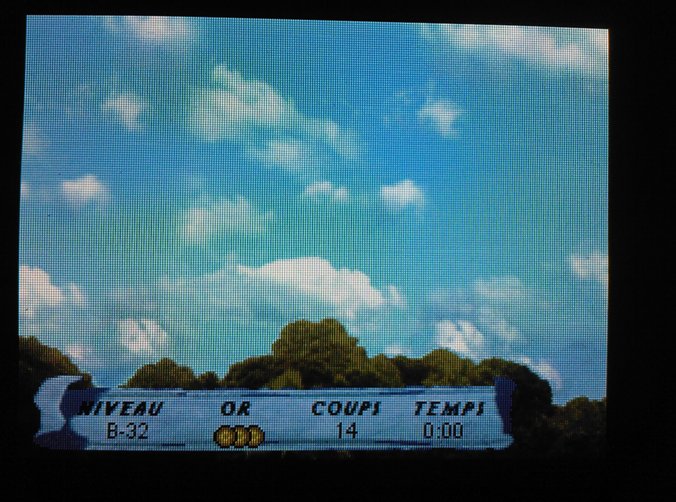 NIVEAU OR COUPS TEMPS
B-32 14 0:00